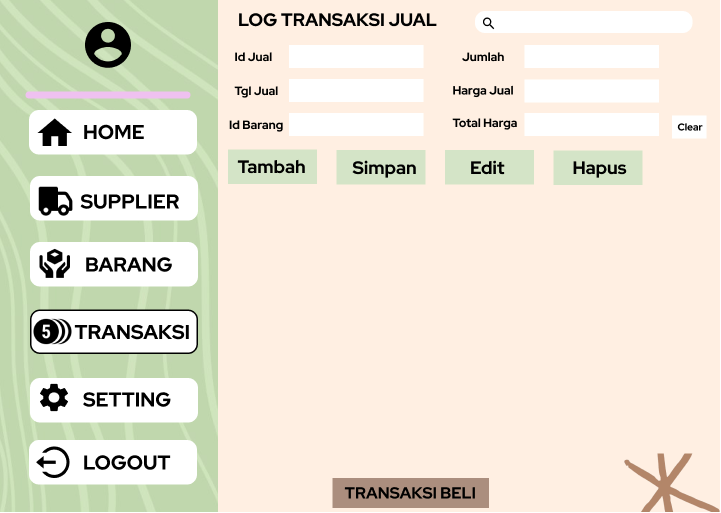 HOME
SUPPLIER
BARANG
5 TRANSAKSI
SETTING
LOGOUT
LOG TRANSAKSI JUAL
Id Jual
Jumlah
Tgl Jual
Harga Jual
Id Barang
Total Harga
Clear
Tambah
Simpan
Edit
Hapus
TRANSAKSI BELI